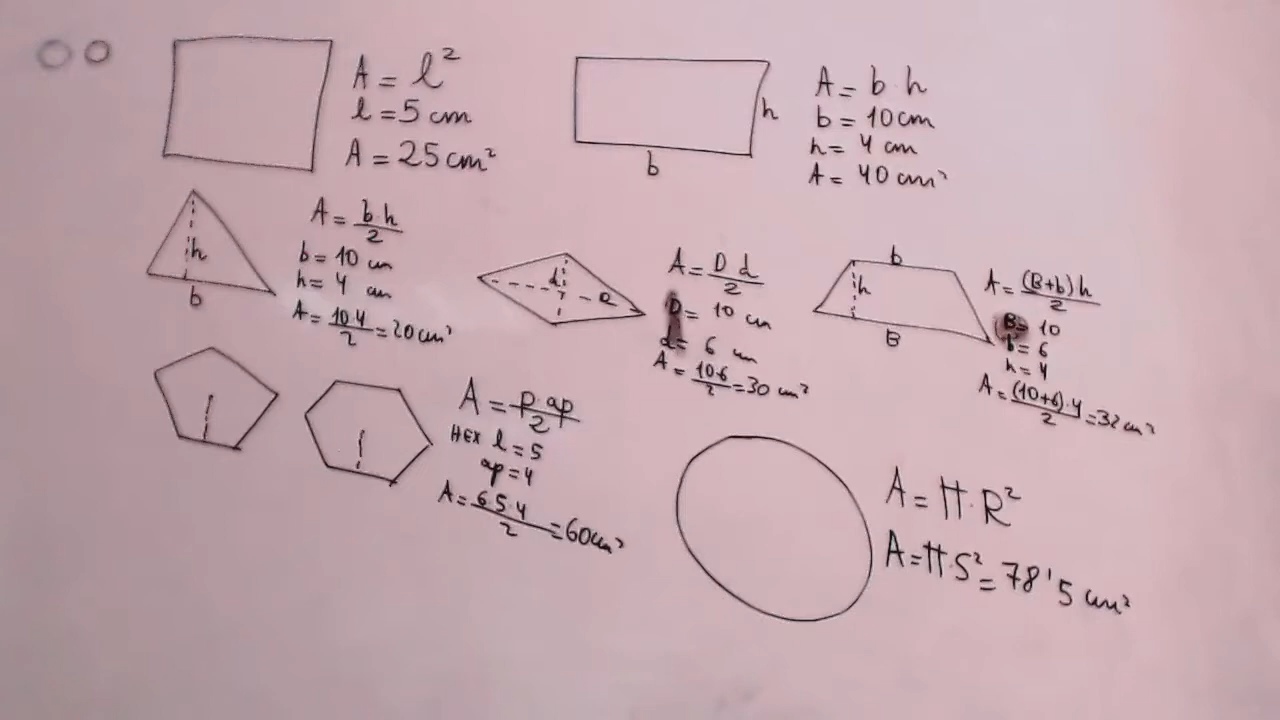 A = l²
l = 5 cm
A = 25 cm²
h
b
A = b h
b = 10 cm
h = 4 cm
A = 40 cm²
h
b
A = b·h/2
b = 10 cm
h = 4 cm
A = 10·4/2 = 20 cm²
d
A = D d/2
D = 10 cm
d = 6 cm
A = 10·6/2 = 30 cm²
b
h
B
A = (B+b) h/2
B = 10
b = 6
h = 4
A = (10+6)·4/2 = 32 cm²
A = p·ap/2
HEX l = 5
ap = 4
A = 6 5·4/2 = 60 cm²
A = π·R²
A = π·5² = 78'5 cm²